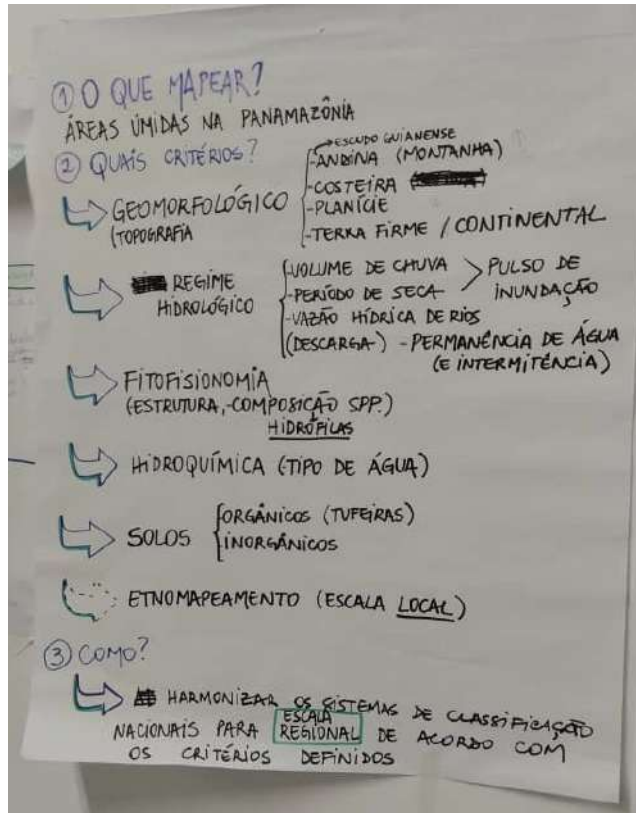 ① O QUE MAPEAR?
ÁREAS ÚMIDAS NA PANAMAZÔNIA
② QUAIS CRITÉRIOS?
→ ESCUDO GUIANENSE
- ANDINA (MONTANHA)
- COSTEIRA
GEOMORFOLÓGICO
(TOPOGRAFIA
- PLANÍCIE
- TERRA FIRME / CONTINENTAL
REGIME
HIDROLÓGICO
- VOLUME DE CHUVA
- PERÍODO DE SECA
PULSO DE
INUNDAÇÃO
- VAZÃO HÍDRICA DE RIOS
(DESCARGA) - PERMANÊNCIA DE ÁGUA
(E INTERMITÊNCIA)
FITOFISIONOMIA
(ESTRUTURA, COMPOSIÇÃO SPP.)
HIDRÓFILAS
HIDROQUÍMICA (TIPO DE ÁGUA)
SOLOS
ORGÂNICOS (TUFEIRAS)
INORGÂNICOS
ETNOMAPEAMENTO (ESCALA LOCAL)
③ COMO?
HARMONIZAR OS SISTEMAS DE CLASSIFICAÇÃO
NACIONAIS PARA ESCALA REGIONAL DE ACORDO COM
OS CRITÉRIOS DEFINIDOS